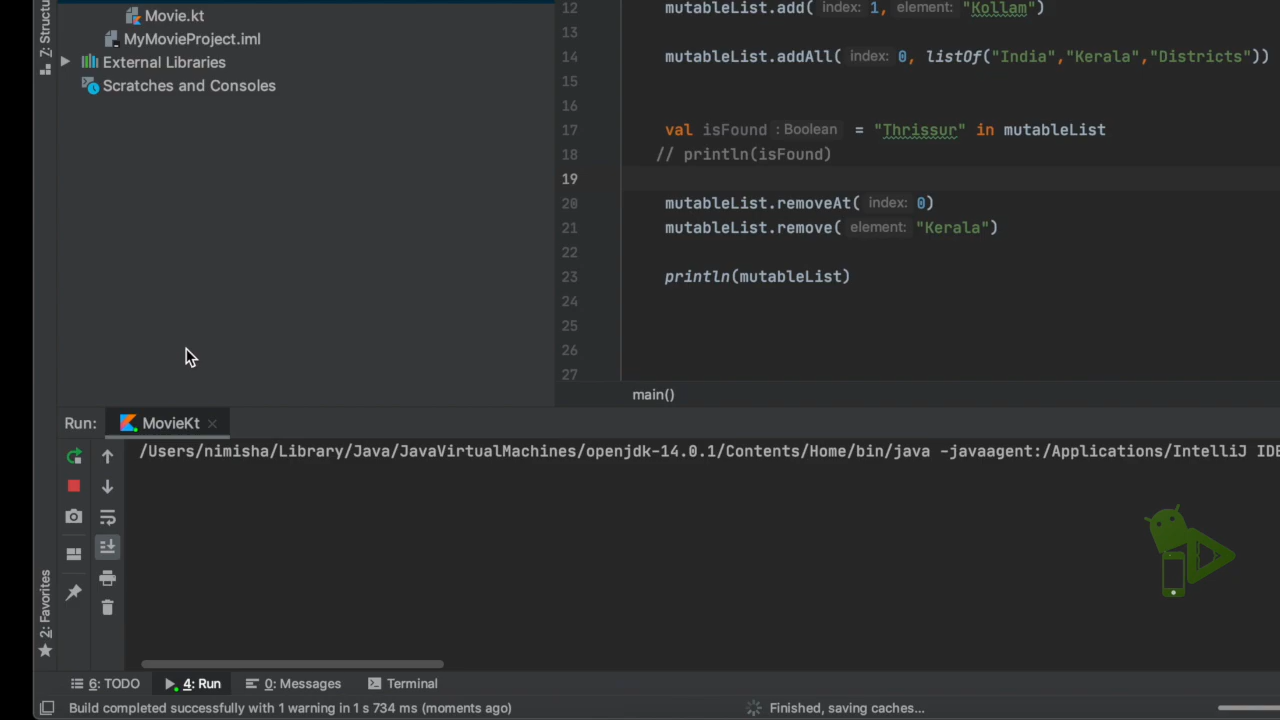 Z: Structu
Movie.kt
MyMovieProject.iml
External Libraries
Scratches and Consoles
12 mutableList.add( index: 1, element: "Kollam")
13
14 mutableList.addAll( index: 0, listOf("India","Kerala","Districts"))
15
16
17 val isFound : Boolean = "Thrissur" in mutableList
18 // println(isFound)
19
20 mutableList.removeAt( index: 0)
21 mutableList.remove( element: "Kerala")
22
23 println(mutableList)
24
25
26
27
main()
Run: MovieKt
/Users/nimisha/Library/Java/JavaVirtualMachines/openjdk-14.0.1/Contents/Home/bin/java -javaagent:/Applications/IntelliJ IDE
2: Favorites
6: TODO 4: Run 0: Messages Terminal
Build completed successfully with 1 warning in 1 s 734 ms (moments ago) Finished, saving caches...